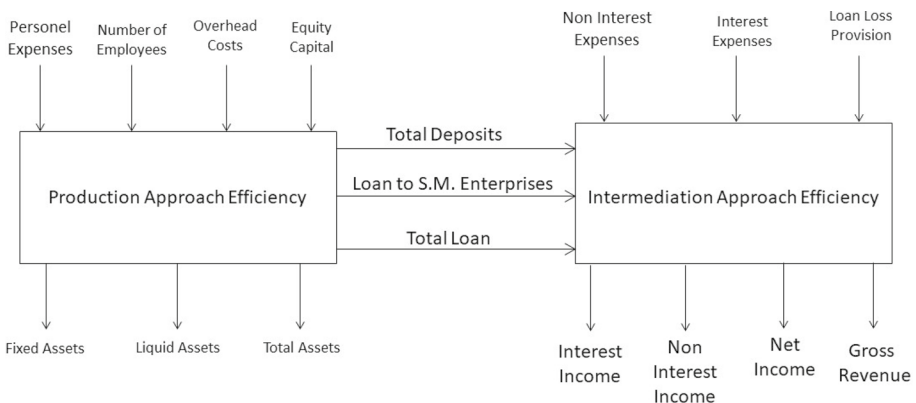 Personel
Expenses
Number of
Employees
Overhead
Costs
Equity
Capital
Non Interest
Expenses
Interest
Expenses
Loan Loss
Provision
Production Approach Efficiency
Total Deposits
Loan to S.M. Enterprises
Total Loan
Intermediation Approach Efficiency
Fixed Assets
Liquid Assets
Total Assets
Interest
Income
Non
Interest
Income
Net
Income
Gross
Revenue